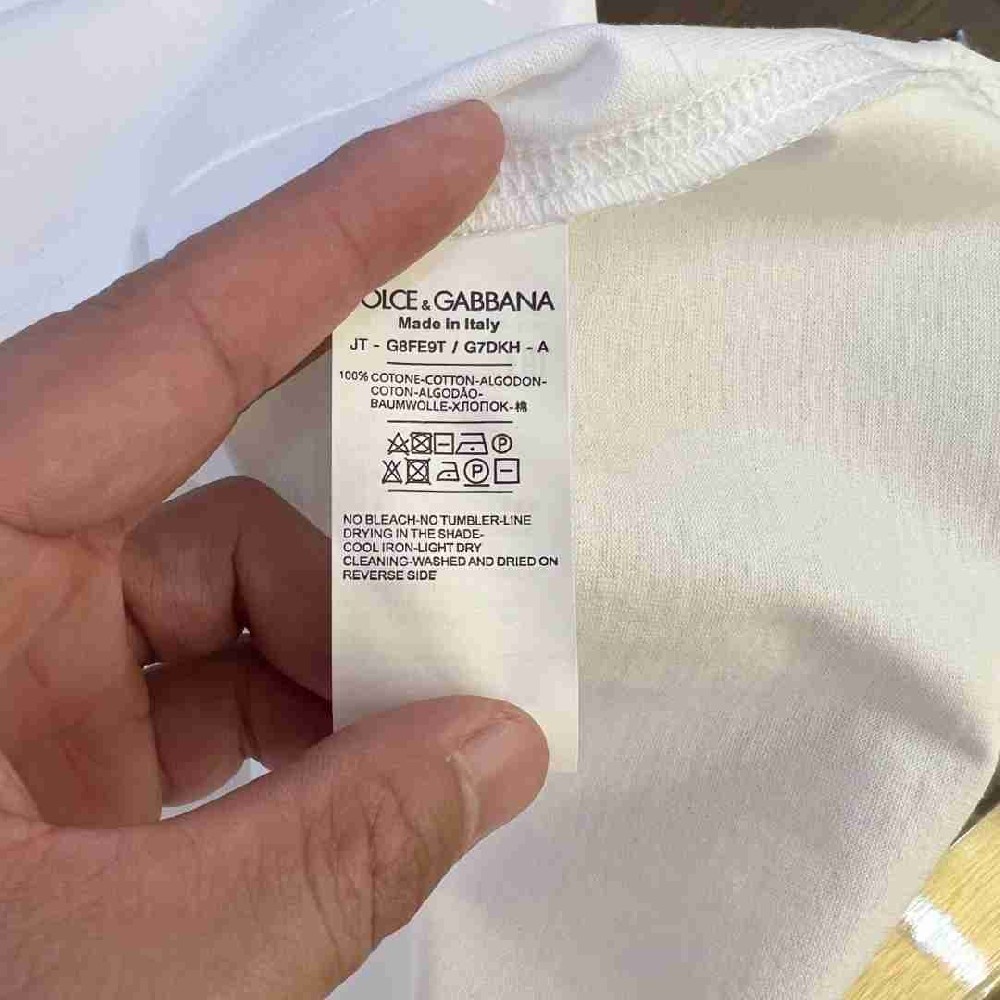 OLCE & GABBANA
Made In Italy
JT - G8FE9T / G7DKH - A
100% COTONE-COTTON-ALGODON-
COTON-ALGODÃO-
BAUMWOLLE-ХЛОПОК-棉
P
P
NO BLEACH-NO TUMBLER-LINE
DRYING IN THE SHADE-
COOL IRON-LIGHT DRY
CLEANING-WASHED AND DRIED ON
REVERSE SIDE